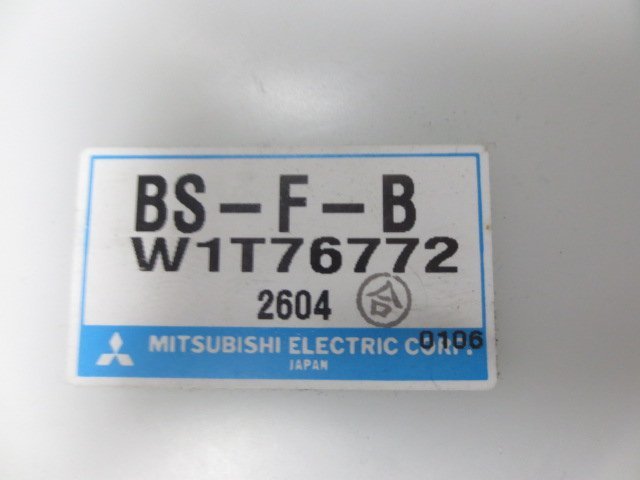 BS-F-B
W1T76772
2604 合
0106
MITSUBISHI ELECTRIC CORP.
JAPAN